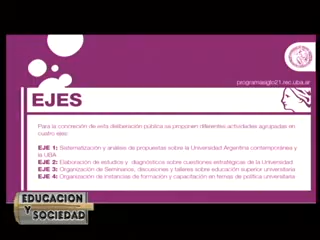 programasiglo21.rec.uba.ar
EJES
Para la concreción de esta deliberación pública se proponen diferentes actividades agrupadas en
cuatro ejes:
EJE 1: Sistematización y análisis de propuestas sobre la Universidad Argentina contemporánea y
la UBA.
EJE 2: Elaboración de estudios y diagnósticos sobre cuestiones estratégicas de la Universidad.
EJE 3: Organización de Seminarios, discusiones y talleres sobre educación superior universitaria
EJE 4: Organización de instancias de formación y capacitación en temas de política universitaria
EDUCACION
Y SOCIEDAD